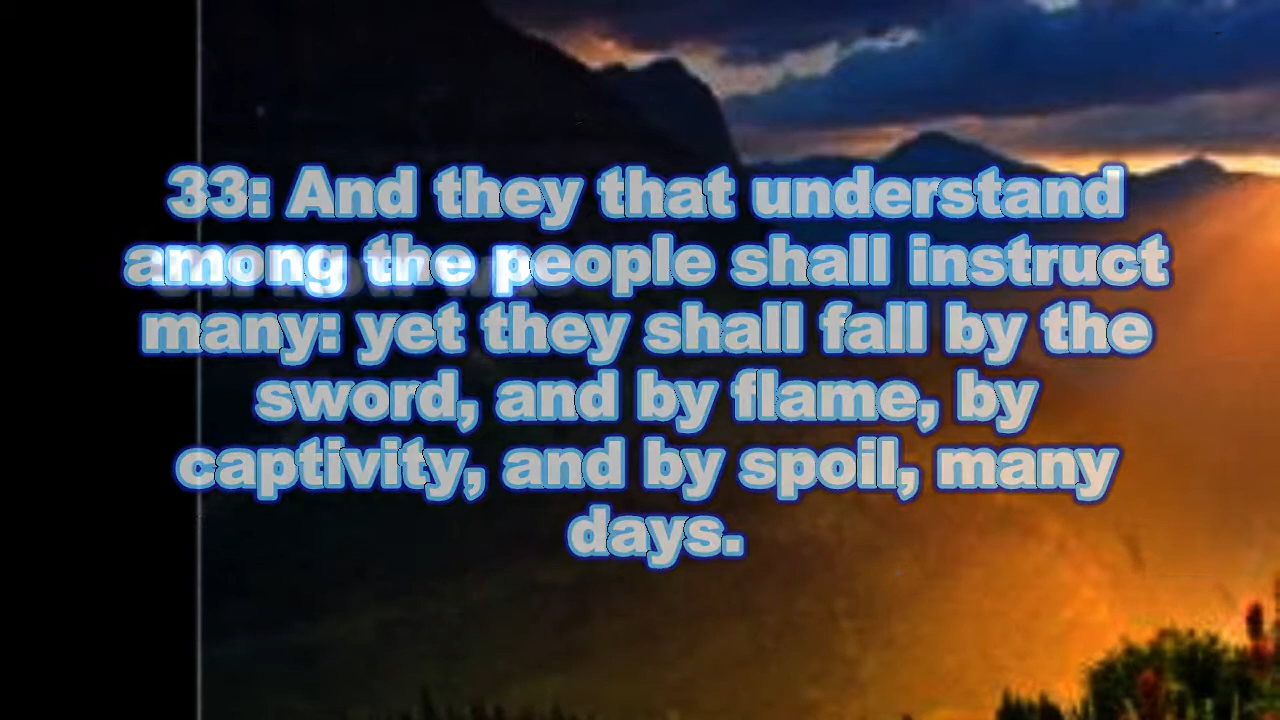 33: And they that understand
among the people shall instruct
many: yet they shall fall by the
sword, and by flame, by
captivity, and by spoil, many
days.